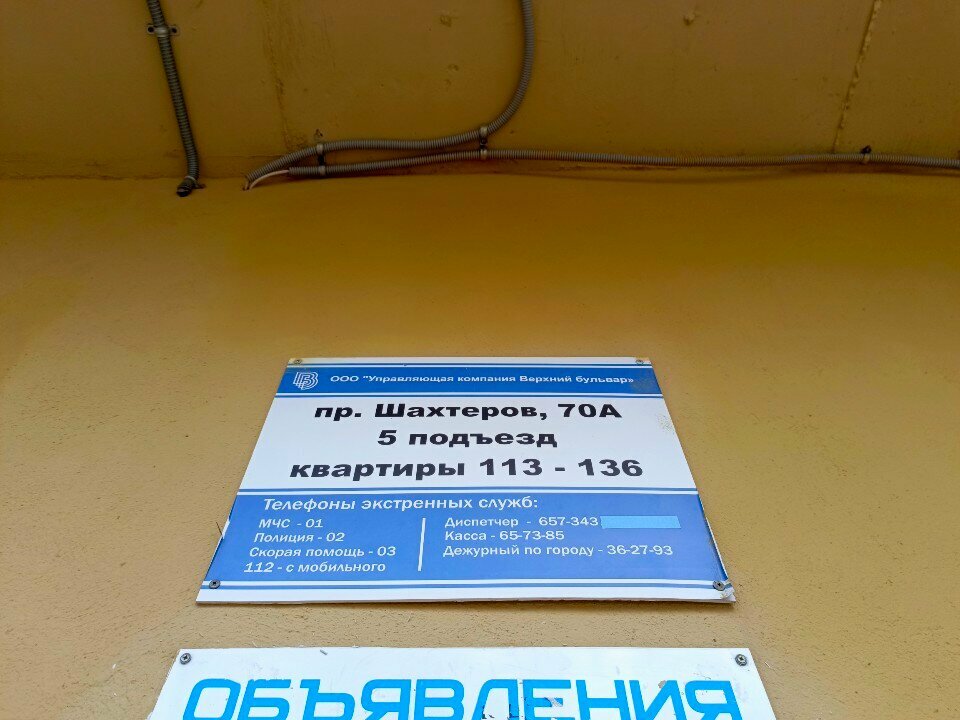 ООО "Управляющая компания Верхний бульвар»
пр. Шахтеров, 70А
5 подъезд
квартиры 113 - 136
Телефоны экстренных служб:
МЧС - 01
Полиция - 02
Скорая помощь - 03
112 - с мобильного
Диспетчер - 657-343
Касса - 65-73-85
Дежурный по городу - 36-27-93
ОБЪЯВЛЕНИЯ